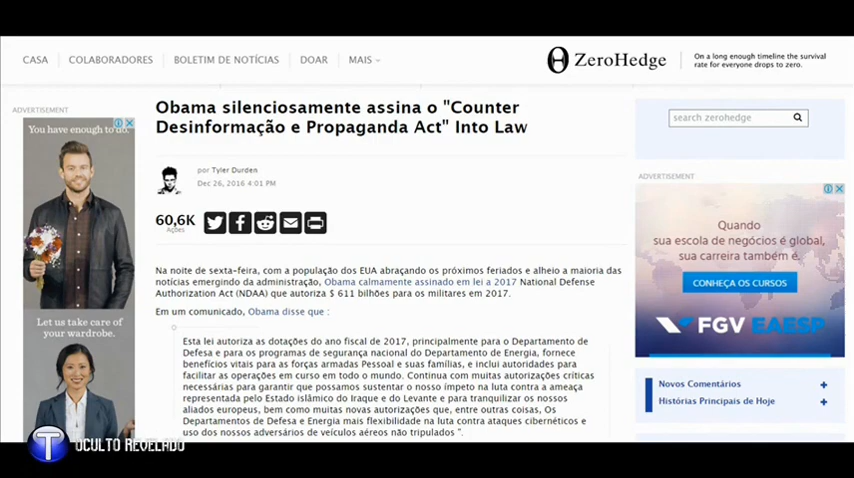 CASA COLABORADORES BOLETIM DE NOTÍCIAS DOAR MAIS
ZeroHedge
On a long enough timeline the survival
rate for everyone drops to zero.
ADVERTISEMENT
You have enough to do.
Let us take care of
your wardrobe.
Obama silenciosamente assina o "Counter
Desinformação e Propaganda Act" Into Law
por Tyler Durden
Dec 26, 2016 4:01 PM
60,6K
Ações
Na noite de sexta-feira, com a população dos EUA abraçando os próximos feriados e alheio a maioria das
notícias emergindo da administração, Obama calmamente assinado em lei a 2017 National Defense
Authorization Act (NDAA) que autoriza $ 611 bilhões para os militares em 2017.
Em um comunicado, Obama disse que :
Esta lei autoriza as dotações do ano fiscal de 2017, principalmente para o Departamento de
Defesa e para os programas de segurança nacional do Departamento de Energia, fornece
benefícios vitais para as forças armadas Pessoal e suas famílias, e inclui autoridades para
facilitar as operações em curso em todo o mundo. Continua com muitas autorizações críticas
necessárias para garantir que possamos sustentar o nosso ímpeto na luta contra a ameaça
representada pelo Estado islâmico do Iraque e do Levante e para tranquilizar os nossos
aliados europeus, bem como muitas novas autorizações que, entre outras coisas, Os
Departamentos de Defesa e Energia mais flexibilidade na luta contra ataques cibernéticos e
uso dos nossos adversários de veículos aéreos não tripulados ".
search zerohedge
ADVERTISEMENT
Quando
sua escola de negócios é global,
sua carreira também é.
CONHEÇA OS CURSOS
FGV EAESP
Novos Comentários +
Histórias Principais de Hoje +
T OCULTO REVELADO